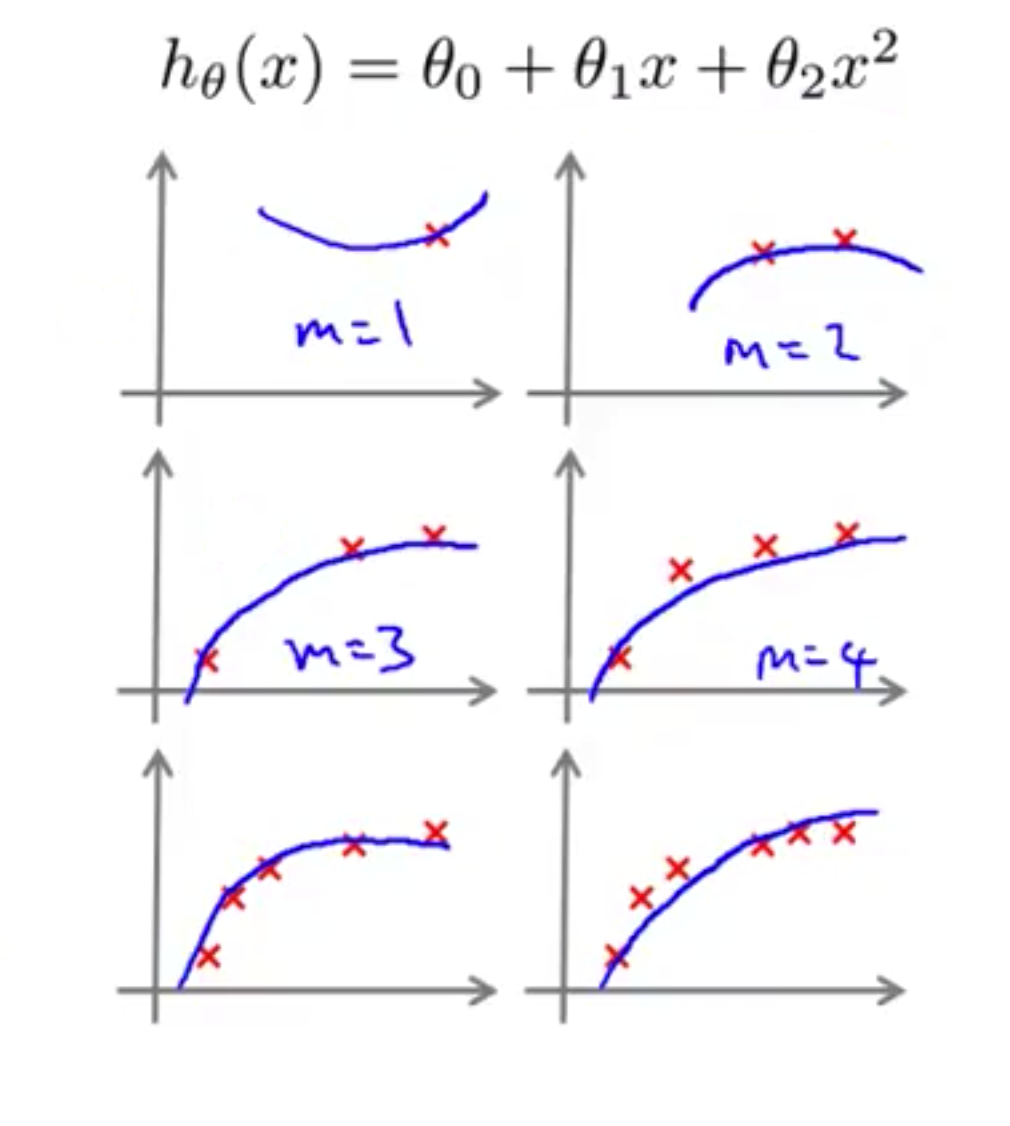 hθ(x) = θ₀ + θ₁x + θ₂x²
m=1
m=2
m=3
m=4